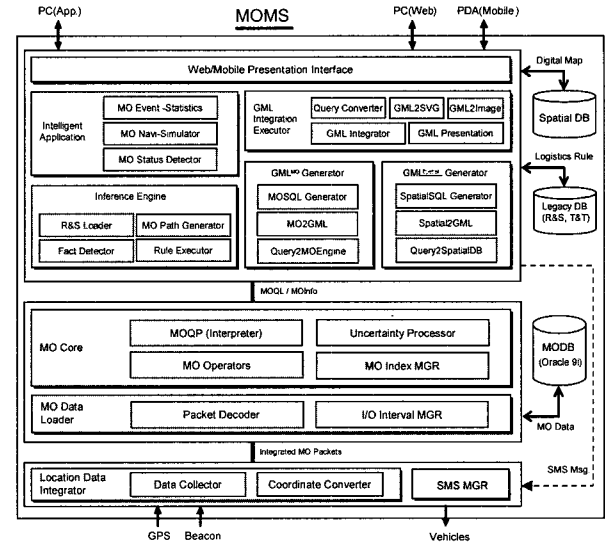 MOMS
PC(App.)
PC(Web)
PDA(Mobile)
Web/Mobile Presentation Interface
Digital Map
Spatial DB
Intelligent
Application
MO Event -Statistics
MO Navi-Simulator
MO Status Detector
GML
Integration
Executor
Query Converter
GML2SVG
GML2Image
GML Integrator
GML Presentation
Logistics Rule
Legacy DB
(R&S, T&T)
Inference Engine
R&S Loader
MO Path Generator
Fact Detector
Rule Executor
GMLMO Generator
MOSQL Generator
MO2GML
Query2MOEngine
Generator
SpatialSQL Generator
Spatial2GML
Query2SpatialDB
MOQL / MOInfo
MO Core
MOQP (Interpreter)
Uncertainty Processor
MO Operators
MO Index MGR
MODB
(Oracle 9i)
MO Data
Loader
Packet Decoder
I/O Interval MGR
MO Data
Integrated MO Packets
SMS Msg.
Location Data
Integrator
Data Collector
Coordinate Converter
SMS MGR
GPS
Beacon
Vehicles